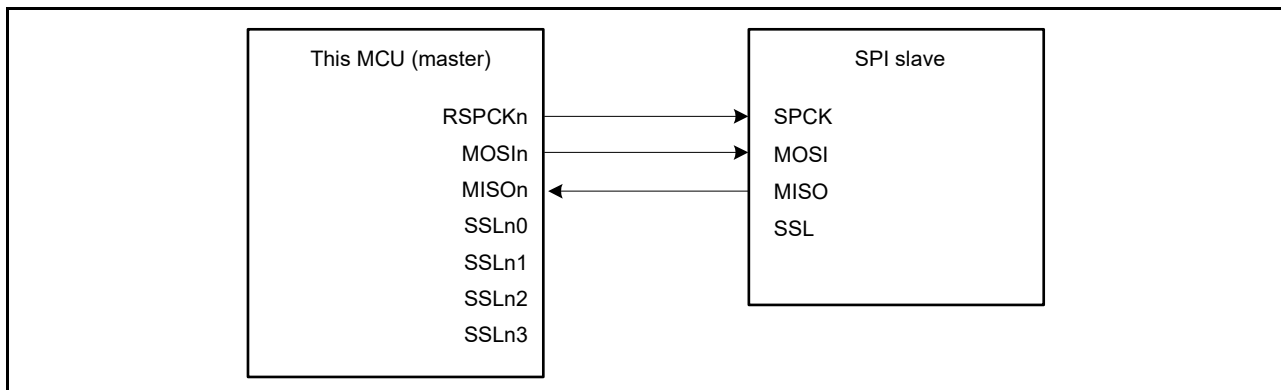 This MCU (master)
RSPCKn
MOSIn
MISOn
SSLn0
SSLn1
SSLn2
SSLn3
SPI slave
SPCK
MOSI
MISO
SSL